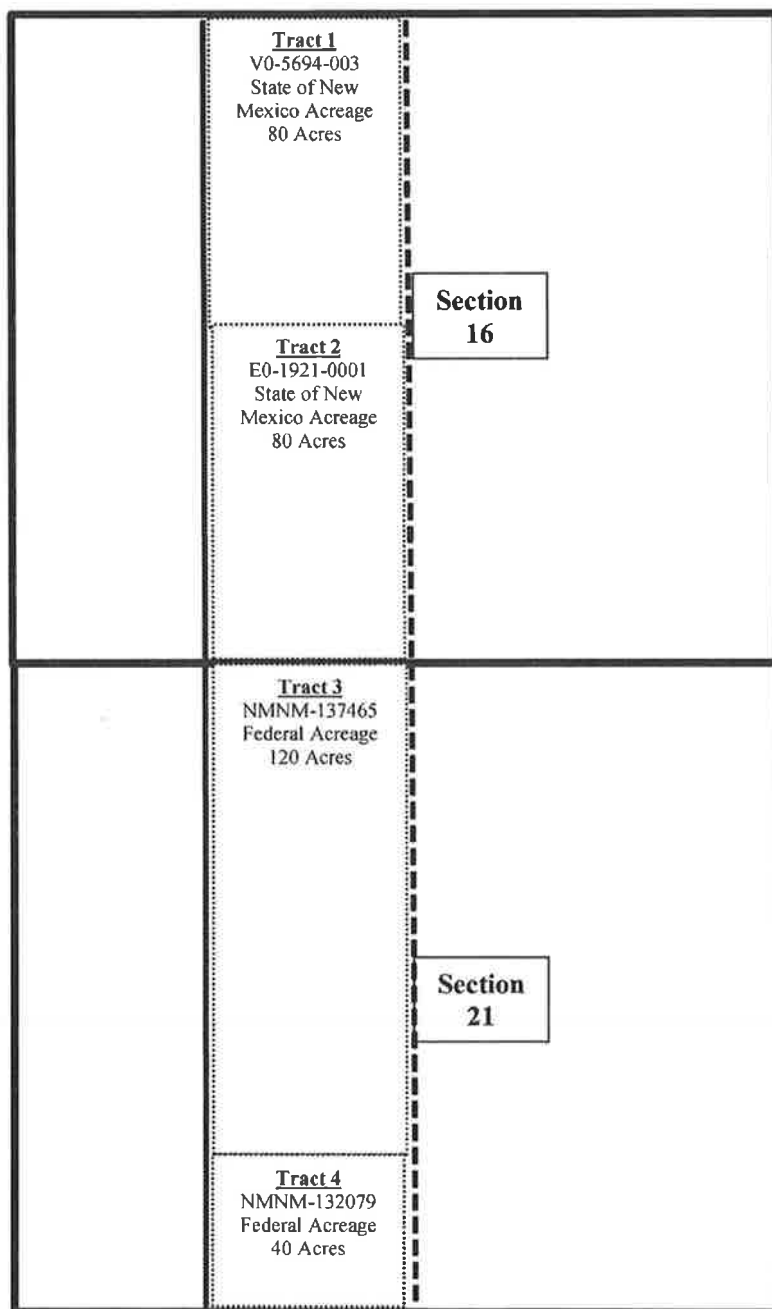 Tract 1
V0-5694-003
State of New
Mexico Acreage
80 Acres
Section
16
Tract 2
E0-1921-0001
State of New
Mexico Acreage
80 Acres
Tract 3
NMNM-137465
Federal Acreage
120 Acres
Section
21
Tract 4
NMNM-132079
Federal Acreage
40 Acres